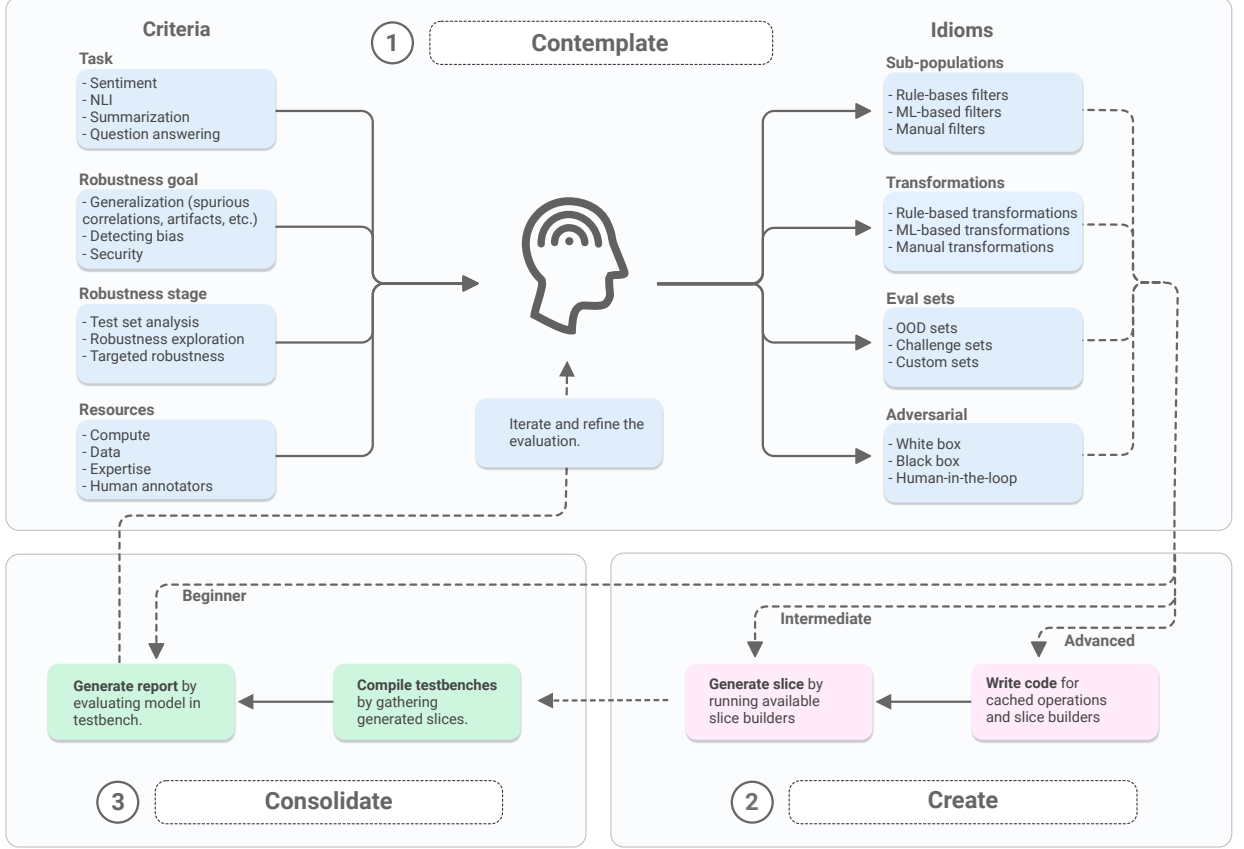 Criteria
1
Contemplate
Idioms
Task
- Sentiment
- NLI
- Summarization
- Question answering
Robustness goal
- Generalization (spurious
correlations, artifacts, etc.)
- Detecting bias
- Security
Robustness stage
- Test set analysis
- Robustness exploration
- Targeted robustness
Resources
- Compute
- Data
- Expertise
- Human annotators
Iterate and refine the
evaluation.
Sub-populations
- Rule-bases filters
- ML-based filters
- Manual filters
Transformations
- Rule-based transformations
- ML-based transformations
- Manual transformations
Eval sets
- OOD sets
- Challenge sets
- Custom sets
Adversarial
- White box
- Black box
- Human-in-the-loop
Beginner
Intermediate
Advanced
Generate report by
evaluating model in
testbench.
Compile testbenches
by gathering
generated slices.
Generate slice by
running available
slice builders
Write code for
cached operations
and slice builders
3
Consolidate
2
Create